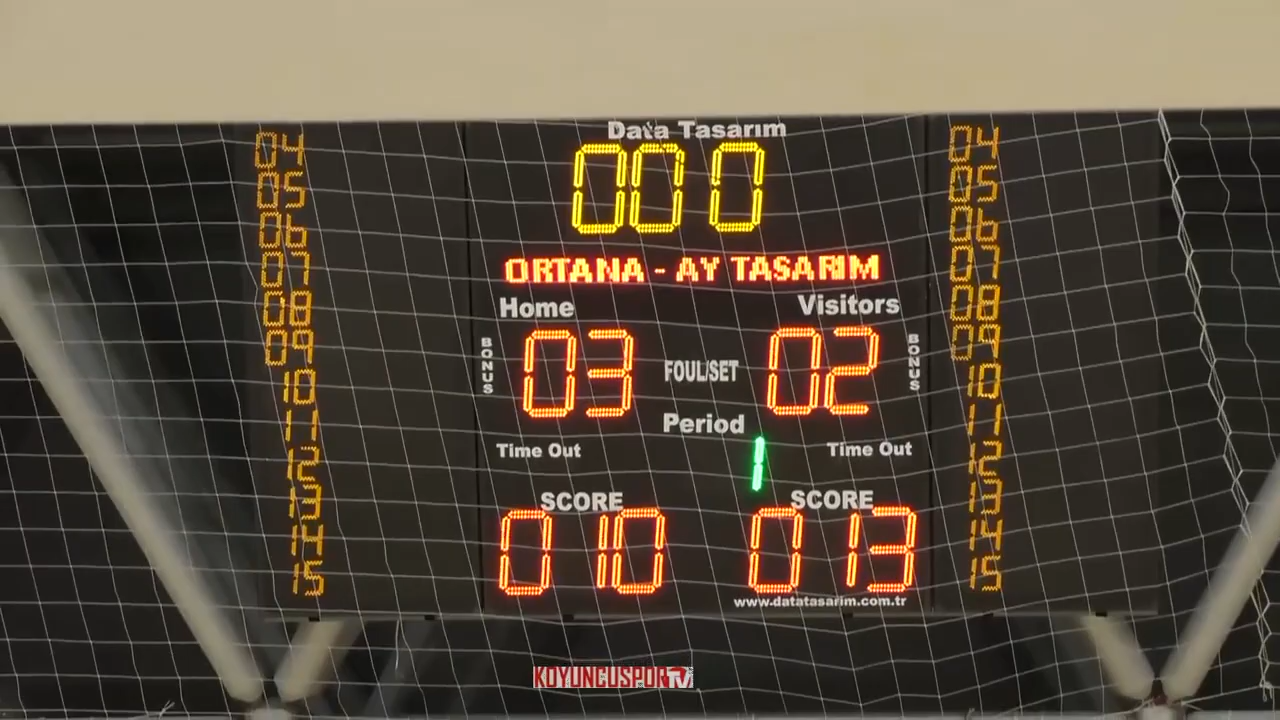 Data Tasarım
000
ORTANA - AY TASARIM
Home Visitors
BONUS 03 FOUL/SET 02 BONUS
Period
1
Time Out Time Out
SCORE SCORE
010 013
www.datatasarim.com.tr
04 04
05 05
06 06
07 07
08 08
09 09
10 10
11 11
12 12
13 13
14 14
15 15
KOYUNCUSPORTV